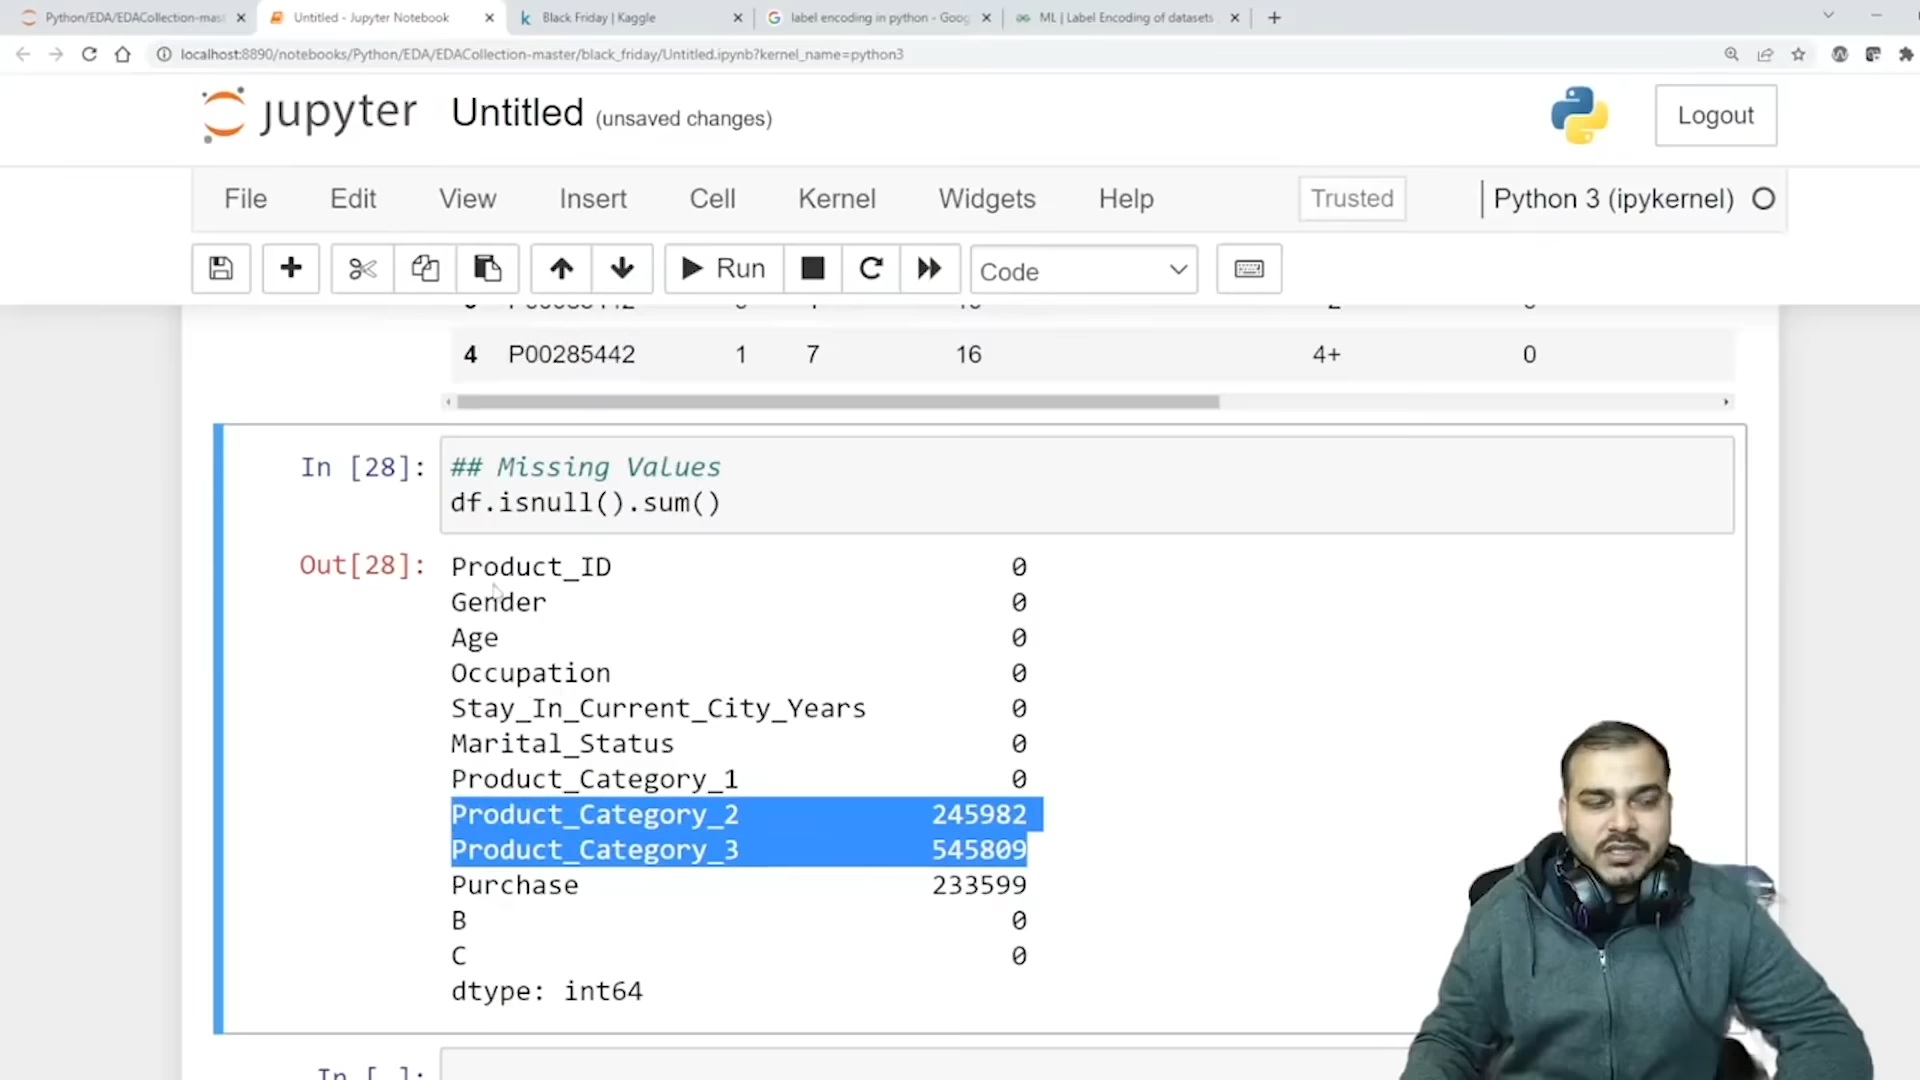 Python/EDA/EDACollection-mast
Untitled - Jupyter Notebook
Black Friday | Kaggle
label encoding in python - Goog
ML | Label Encoding of datasets
localhost:8890/notebooks/Python/EDA/EDACollection-master/black_friday/Untitled.ipynb?kernel_name=python3
jupyter Untitled (unsaved changes)
Logout
File Edit View Insert Cell Kernel Widgets Help Trusted Python 3 (ipykernel)
Run Code
4 P00285442 1 7 16 4+ 0
In [28]: ## Missing Values
df.isnull().sum()
Out[28]: Product_ID 0
Gender 0
Age 0
Occupation 0
Stay_In_Current_City_Years 0
Marital_Status 0
Product_Category_1 0
Product_Category_2 245982
Product_Category_3 545809
Purchase 233599
B 0
C 0
dtype: int64
In [ ]: